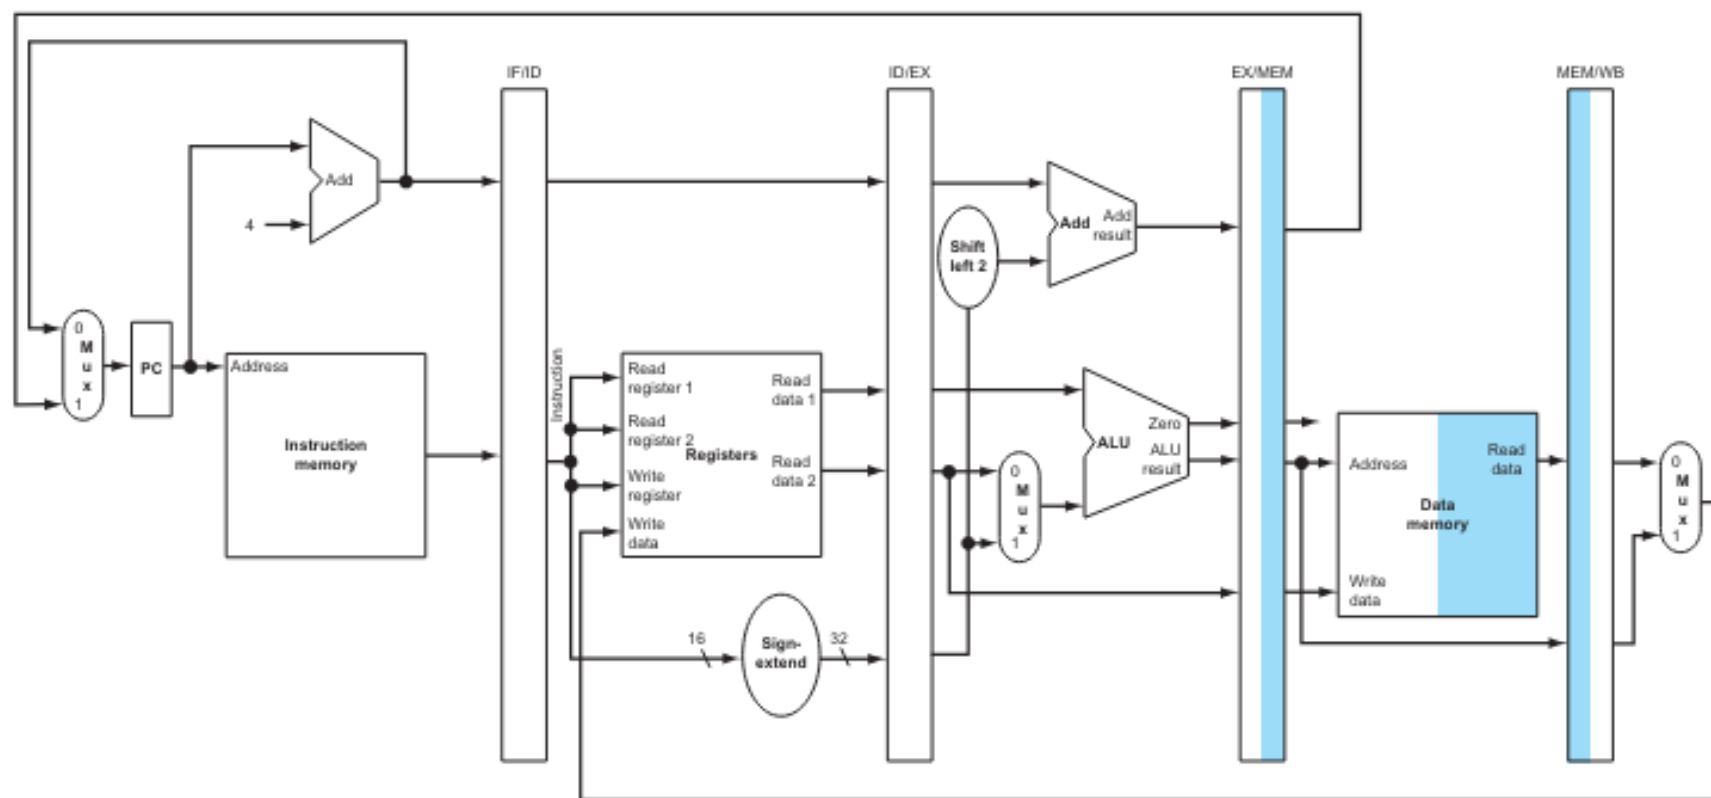 IF/ID
ID/EX
EX/MEM
MEM/WB
Add
4
Add
Add
result
Shift
left 2
0
M
u
x
1
PC
Address
Instruction
memory
Instruction
Read
register 1
Read
register 2
Write
register
Write
data
Registers
Read
data 1
Read
data 2
16
Sign-
extend
32
0
M
u
x
1
ALU
Zero
ALU
result
Address
Read
data
Data
memory
Write
data
0
M
u
x
1